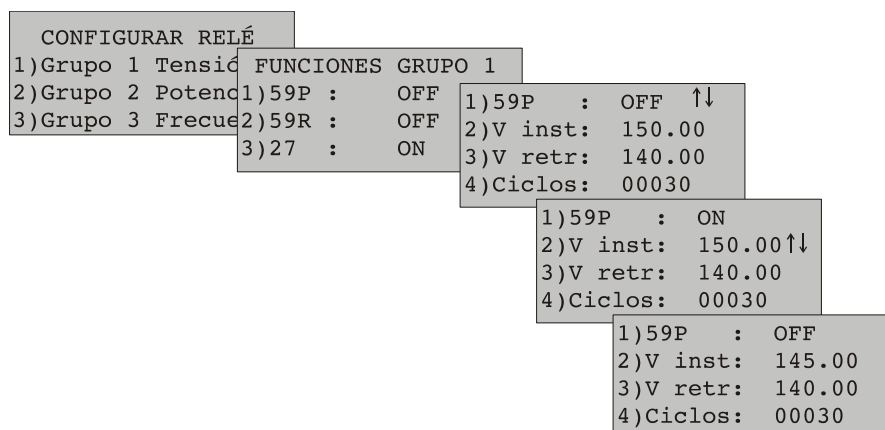 CONFIGURAR RELÉ
1)Grupo 1 Tensió
2)Grupo 2 Potenc
3)Grupo 3 Frecue
FUNCIONES GRUPO 1
1)59P : OFF
2)59R : OFF
3)27 : ON
1)59P : OFF ↑↓
2)V inst: 150.00
3)V retr: 140.00
4)Ciclos: 00030
1)59P : ON
2)V inst: 150.00↑↓
3)V retr: 140.00
4)Ciclos: 00030
1)59P : OFF
2)V inst: 145.00
3)V retr: 140.00
4)Ciclos: 00030